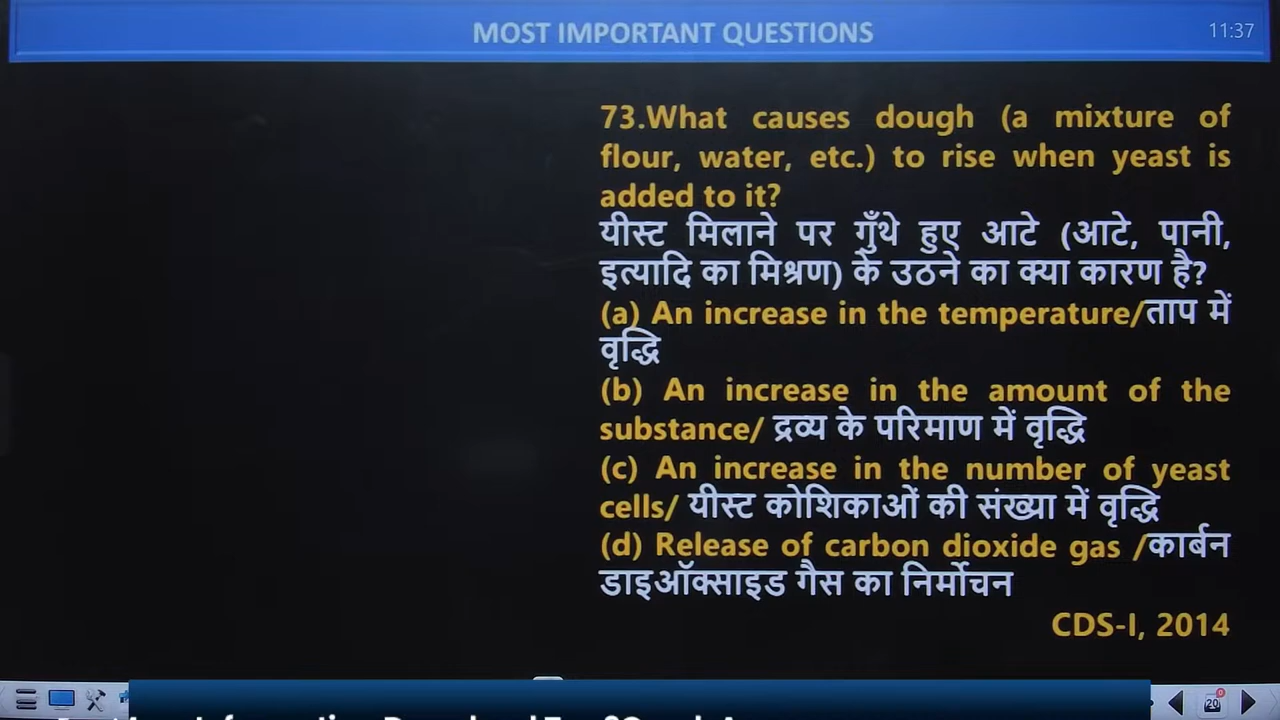 MOST IMPORTANT QUESTIONS
11:37
73.What causes dough (a mixture of
flour, water, etc.) to rise when yeast is
added to it?
यीस्ट मिलाने पर गुँथे हुए आटे (आटे, पानी,
इत्यादि का मिश्रण) के उठने का क्या कारण है?
(a) An increase in the temperature/ताप में
वृद्धि
(b) An increase in the amount of the
substance/ द्रव्य के परिमाण में वृद्धि
(c) An increase in the number of yeast
cells/ यीस्ट कोशिकाओं की संख्या में वृद्धि
(d) Release of carbon dioxide gas /कार्बन
डाइऑक्साइड गैस का निर्मोचन
CDS-I, 2014
20